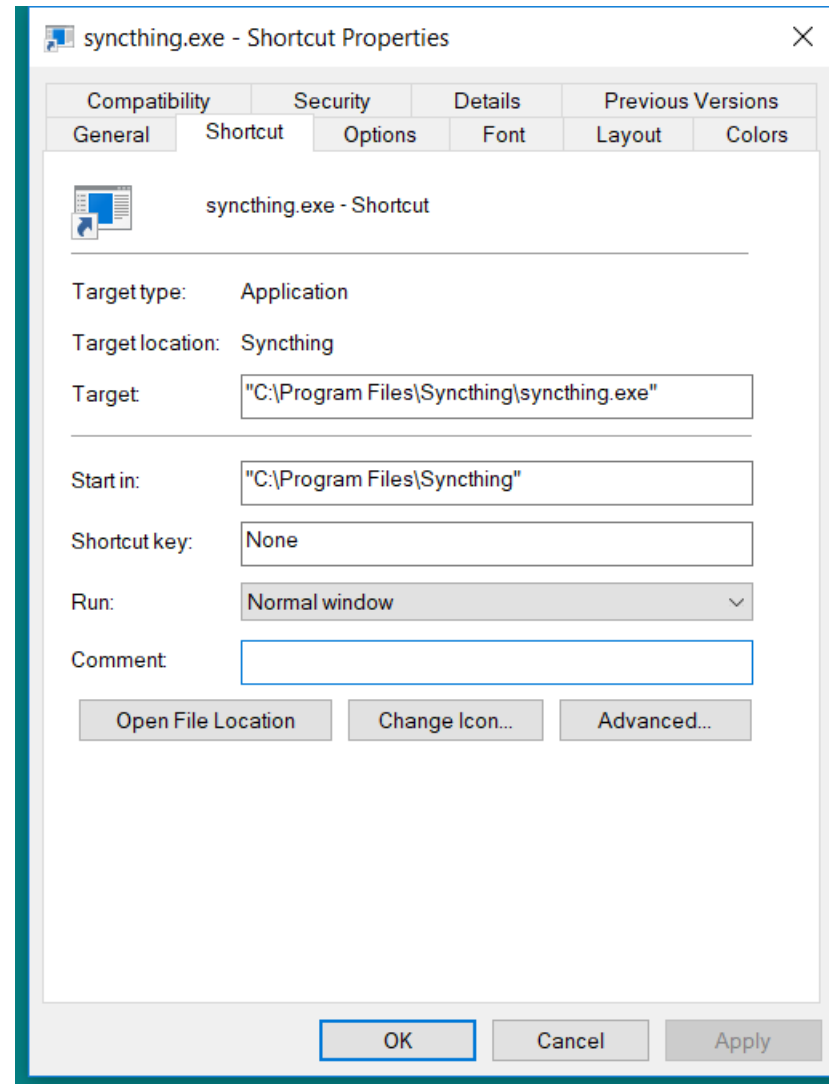 syncthing.exe - Shortcut Properties
Compatibility Security Details Previous Versions
General Shortcut Options Font Layout Colors
syncthing.exe - Shortcut
Target type: Application
Target location: Syncthing
Target: "C:\Program Files\Syncthing\syncthing.exe"
Start in: "C:\Program Files\Syncthing"
Shortcut key: None
Run: Normal window
Comment:
Open File Location Change Icon... Advanced...
OK Cancel Apply